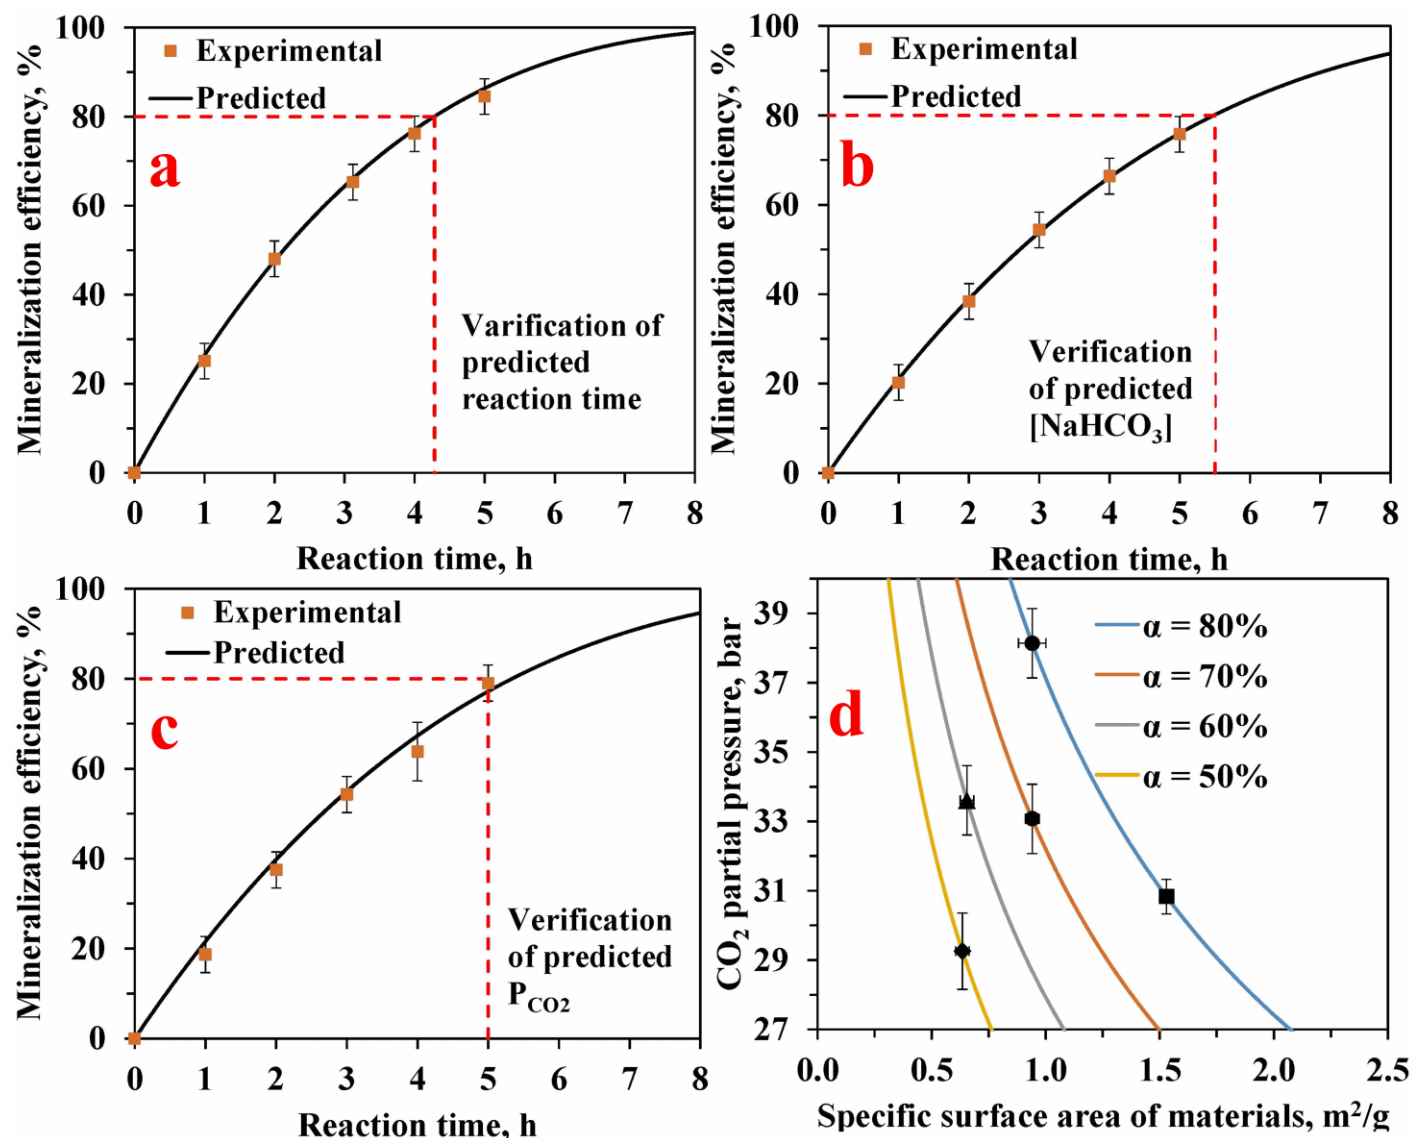 Mineralization efficiency, %
100
80
60
40
20
0
Experimental
Predicted
a
Varification of
predicted
reaction time
0 1 2 3 4 5 6 7 8
Reaction time, h
Mineralization efficiency, %
100
80
60
40
20
0
Experimental
Predicted
b
Verification
of predicted
[NaHCO₃]
0 1 2 3 4 5 6 7 8
Reaction time, h
Mineralization efficiency, %
100
80
60
40
20
0
Experimental
Predicted
c
Verification
of predicted
P_CO2
0 1 2 3 4 5 6 7 8
Reaction time, h
CO₂ partial pressure, bar
39
37
35
33
31
29
27
α = 80%
α = 70%
α = 60%
α = 50%
d
0.0 0.5 1.0 1.5 2.0 2.5
Specific surface area of materials, m²/g